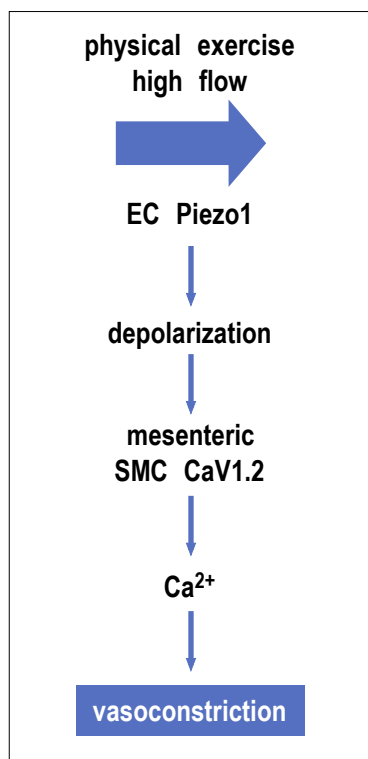 physical exercise
high flow
EC Piezo1
depolarization
mesenteric
SMC CaV1.2
Ca²⁺
vasoconstriction